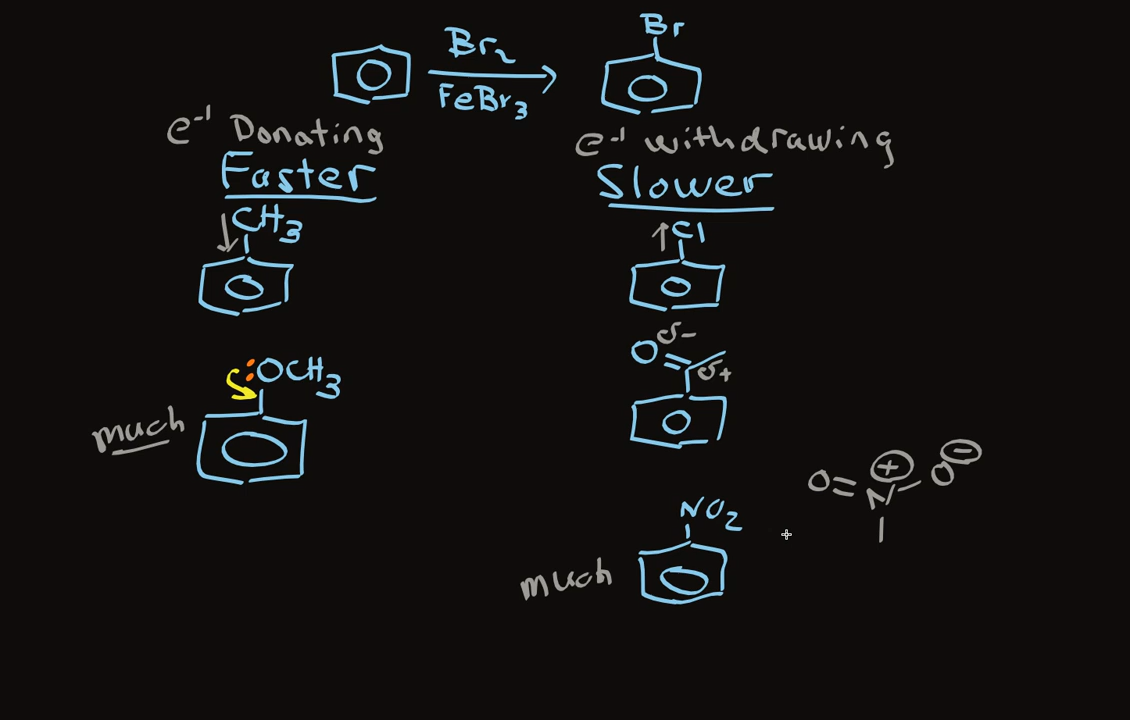 Br
Br2
FeBr3
e-1 Donating
e-1 withdrawing
Faster
Slower
CH3
Cl
O σ-
σ+
:OCH3
much
O=N-O
+ -
NO2
much